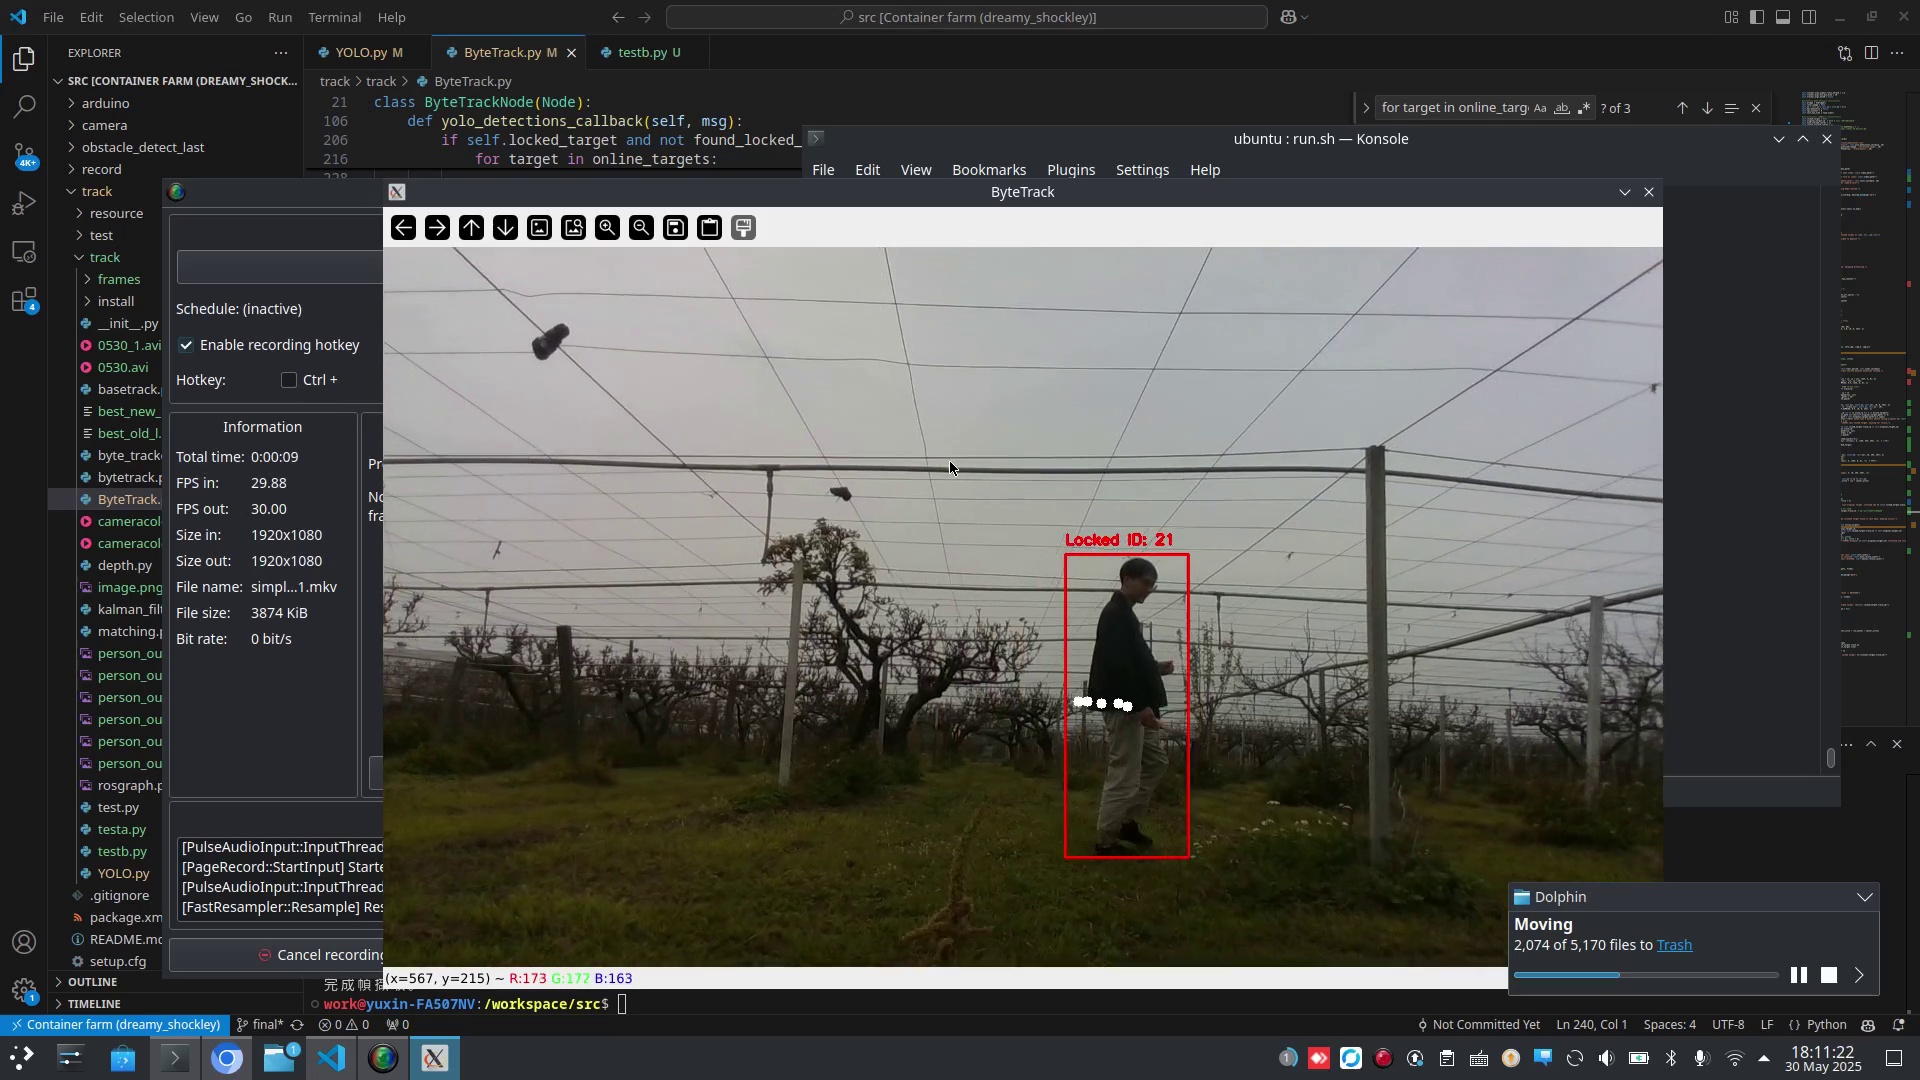 File Edit Selection View Go Run Terminal Help
src [Container farm (dreamy_shockley)]
EXPLORER
YOLO.py M
ByteTrack.py M
testb.py U
SRC [CONTAINER FARM (DREAMY_SHOCK...
track > track > ByteTrack.py
arduino
camera
obstacle_detect_last
record
track
resource
test
track
frames
install
__init__.py
0530_1.avi
0530.avi
basetrack.
best_new_
best_old_l.
byte_track
bytetrack.p
ByteTrack.
cameracol
cameracol
depth.py
image.png
kalman_filt
matching.p
person_ou
person_ou
person_ou
person_ou
person_ou
person_ou
rosgraph.p
test.py
testa.py
testb.py
YOLO.py
.gitignore
package.xm
README.md
setup.cfg
OUTLINE
TIMELINE
21 class ByteTrackNode(Node):
106 def yolo_detections_callback(self, msg):
206 if self.locked_target and not found_locked_
216 for target in online_targets:
for target in online_targ
Aa ab ? of 3
ubuntu : run.sh — Konsole
File Edit View Bookmarks Plugins Settings Help
ByteTrack
Schedule: (inactive)
Enable recording hotkey
Hotkey: Ctrl +
Information
Total time: 0:00:09
FPS in: 29.88
FPS out: 30.00
Size in: 1920x1080
Size out: 1920x1080
File name: simpl...1.mkv
File size: 3874 KiB
Bit rate: 0 bit/s
[PulseAudioInput::InputThread
[PageRecord::StartInput] Starte
[PulseAudioInput::InputThread
[FastResampler::Resample] Res
Cancel recording
Locked ID: 21
(x=567, y=215) ~ R:173 G:172 B:163
work@yuxin-FA507NV:/workspace/src$
Dolphin
Moving
2,074 of 5,170 files to Trash
4K+
4
1
Container farm (dreamy_shockley)
final*
0 0
0
Not Committed Yet
Ln 240, Col 1
Spaces: 4
UTF-8
LF
{} Python
1
1
18:11:22
30 May 2025